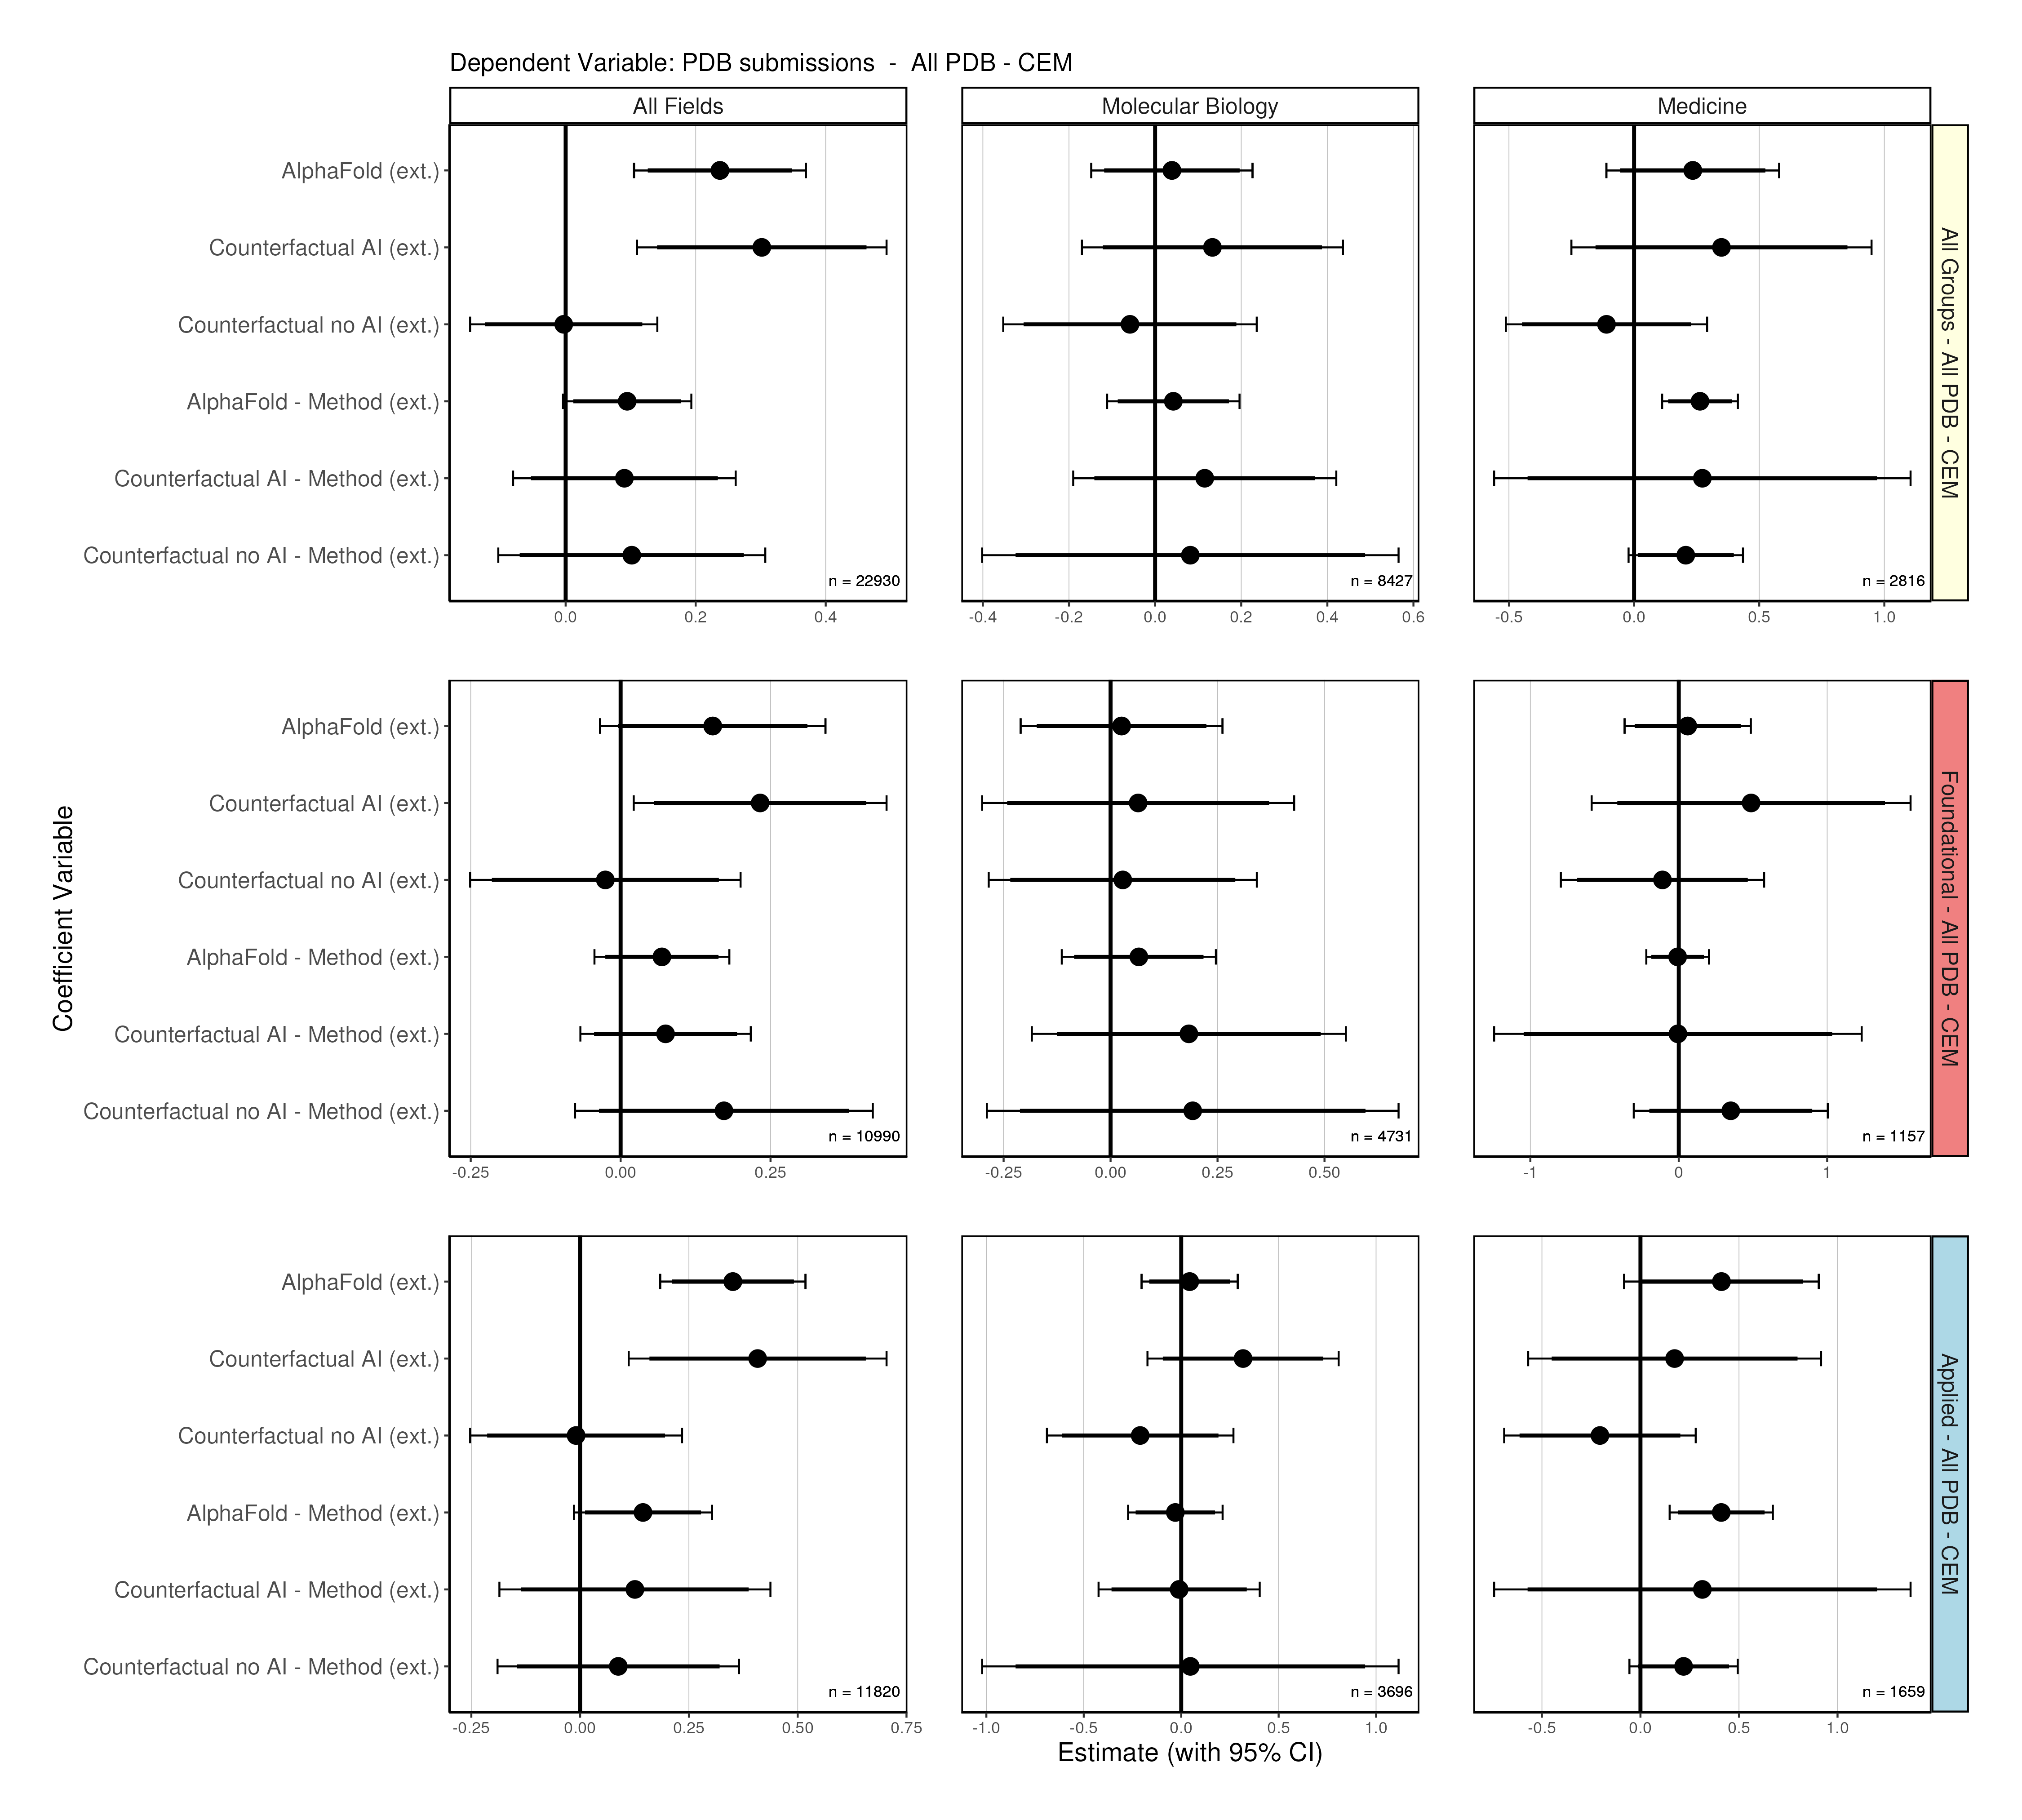 Dependent Variable: PDB submissions - All PDB - CEM
All Fields
Molecular Biology
Medicine
AlphaFold (ext.)
Counterfactual AI (ext.)
Counterfactual no AI (ext.)
AlphaFold - Method (ext.)
Counterfactual AI - Method (ext.)
Counterfactual no AI - Method (ext.)
n = 22930
n = 8427
n = 2816
0.0 0.2 0.4
-0.4 -0.2 0.0 0.2 0.4 0.6
-0.5 0.0 0.5 1.0
All Groups - All PDB - CEM
Coefficient Variable
AlphaFold (ext.)
Counterfactual AI (ext.)
Counterfactual no AI (ext.)
AlphaFold - Method (ext.)
Counterfactual AI - Method (ext.)
Counterfactual no AI - Method (ext.)
n = 10990
n = 4731
n = 1157
-0.25 0.00 0.25
-0.25 0.00 0.25 0.50
-1 0 1
Foundational - All PDB - CEM
AlphaFold (ext.)
Counterfactual AI (ext.)
Counterfactual no AI (ext.)
AlphaFold - Method (ext.)
Counterfactual AI - Method (ext.)
Counterfactual no AI - Method (ext.)
n = 11820
n = 3696
n = 1659
-0.25 0.00 0.25 0.50 0.75
-1.0 -0.5 0.0 0.5 1.0
-0.5 0.0 0.5 1.0
Applied - All PDB - CEM
Estimate (with 95% CI)